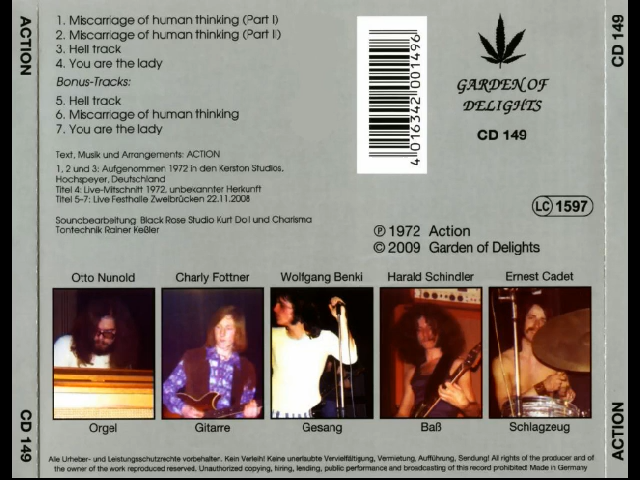 ACTION
CD 149
1. Miscarriage of human thinking (Part I)
2. Miscarriage of human thinking (Part II)
3. Hell track
4. You are the lady
Bonus-Tracks:
5. Hell track
6. Miscarriage of human thinking
7. You are the lady
Text, Musik und Arrangements: ACTION
1, 2 und 3: Aufgenommen 1972 in den Kerston Studios,
Hochspeyer, Deutschland
Titel 4: Live-Mitschnitt 1972, unbekannter Herkunft
Titel 5-7: Live Festhalle Zweibrücken 22.11.2008
Soundbearbeitung: Black Rose Studio Kurt Doll und Charisma
Tontechnik Rainer Keßler
4 016342 001496
GARDEN OF
DELIGHTS
CD 149
LC 1597
℗ 1972 Action
© 2009 Garden of Delights
Otto Nunold
Charly Fottner
Wolfgang Benki
Harald Schindler
Ernest Cadet
Orgel
Gitarre
Gesang
Baß
Schlagzeug
Alle Urheber- und Leistungsschutzrechte vorbehalten. Kein Verleih! Keine unerlaubte Vervielfältigung, Vermietung, Aufführung, Sendung! All rights of the producer and of
the owner of the work reproduced reserved. Unauthorized copying, hiring, lending, public performance and broadcasting of this record prohibited. Made in Germany
CD 149
ACTION